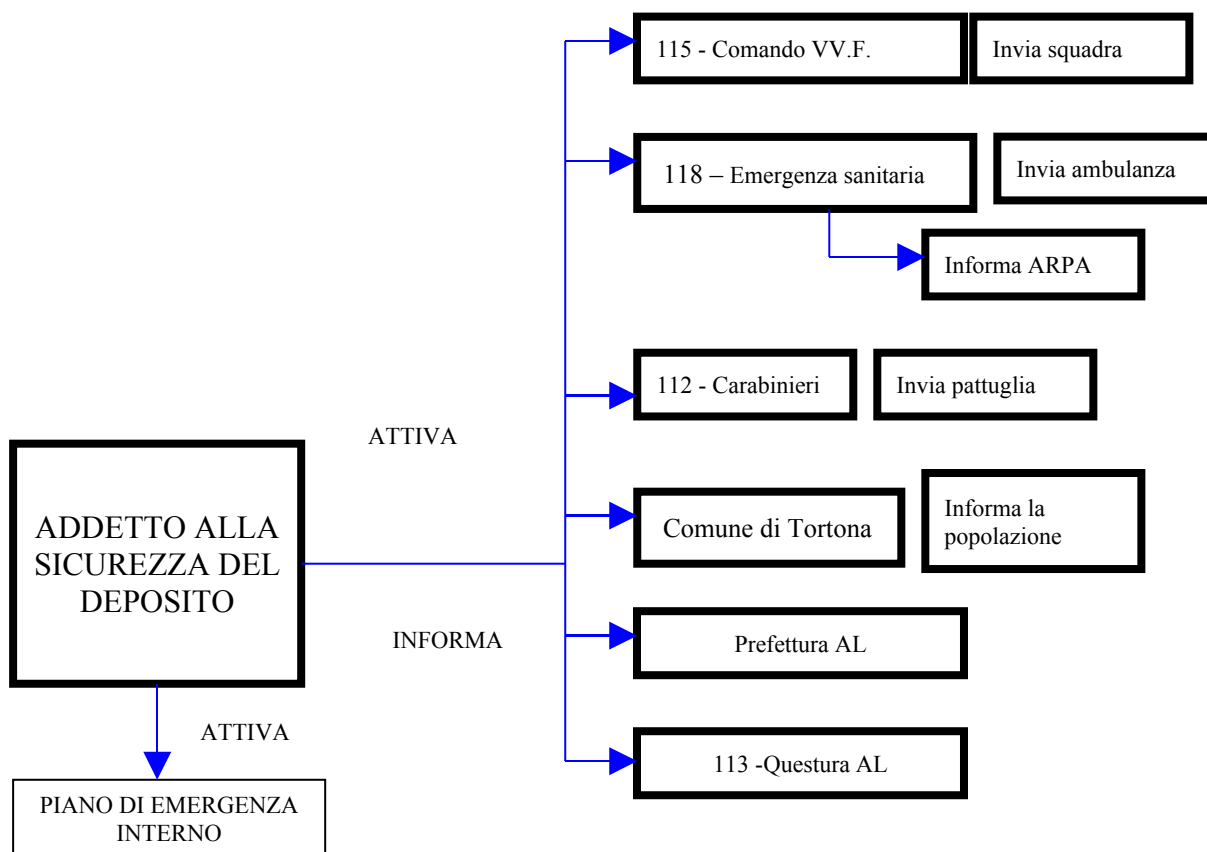 115 - Comando VV.F.
Invia squadra
118 – Emergenza sanitaria
Invia ambulanza
Informa ARPA
112 - Carabinieri
Invia pattuglia
ATTIVA
ADDETTO ALLA
SICUREZZA DEL
DEPOSITO
Comune di Tortona
Informa la
popolazione
INFORMA
Prefettura AL
ATTIVA
113 -Questura AL
PIANO DI EMERGENZA
INTERNO